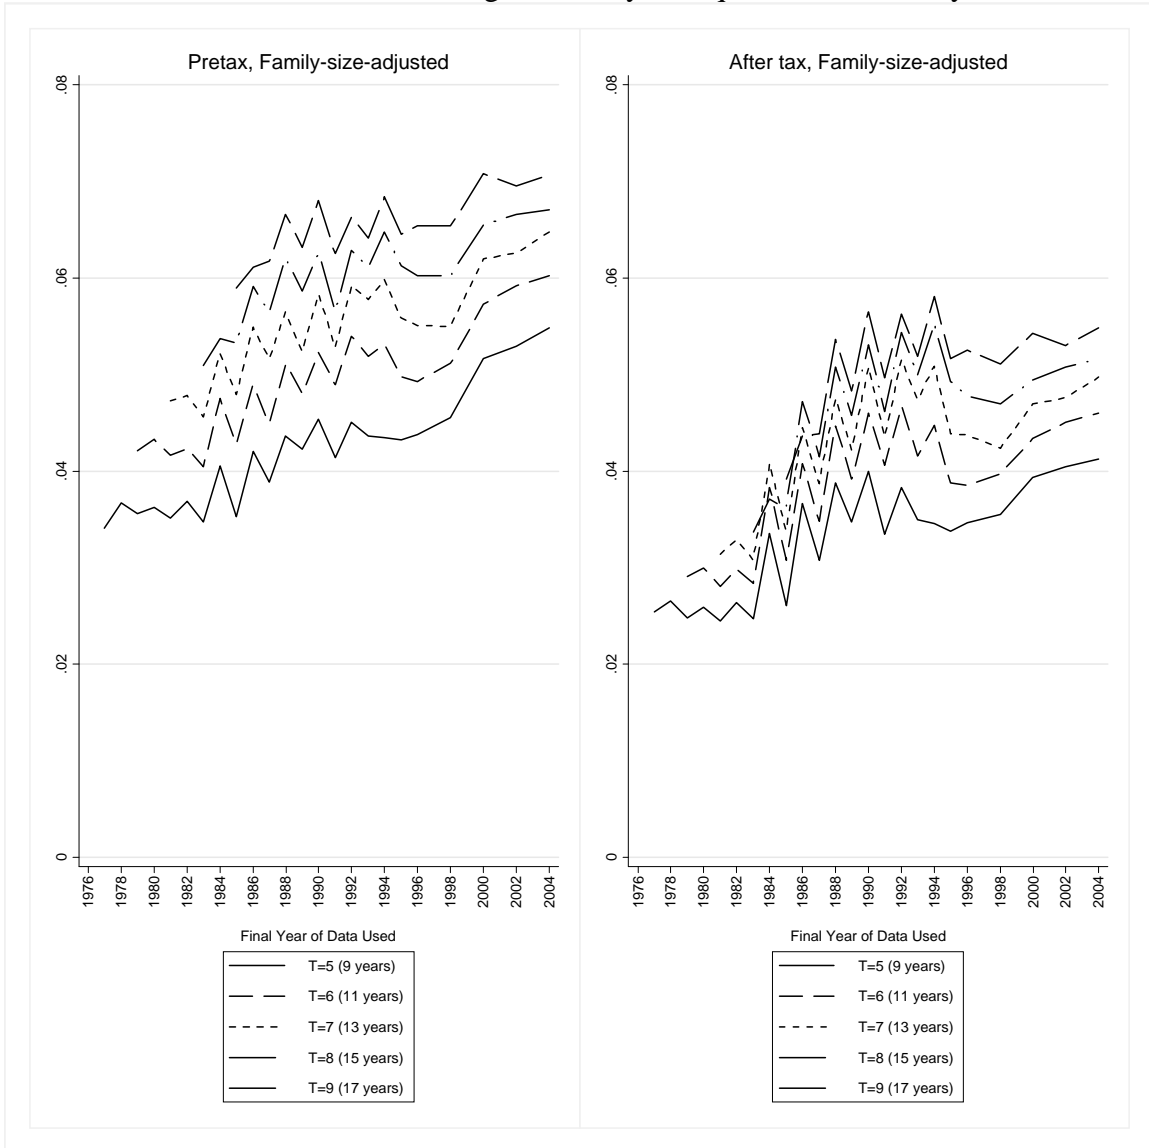 Pretax, Family-size-adjusted
.08
.06
.04
.02
0
1976
1978
1980
1982
1984
1986
1988
1990
1992
1994
1996
1998
2000
2002
2004
Final Year of Data Used
T=5 (9 years)
T=6 (11 years)
T=7 (13 years)
T=8 (15 years)
T=9 (17 years)
After tax, Family-size-adjusted
.08
.06
.04
.02
0
1976
1978
1980
1982
1984
1986
1988
1990
1992
1994
1996
1998
2000
2002
2004
Final Year of Data Used
T=5 (9 years)
T=6 (11 years)
T=7 (13 years)
T=8 (15 years)
T=9 (17 years)